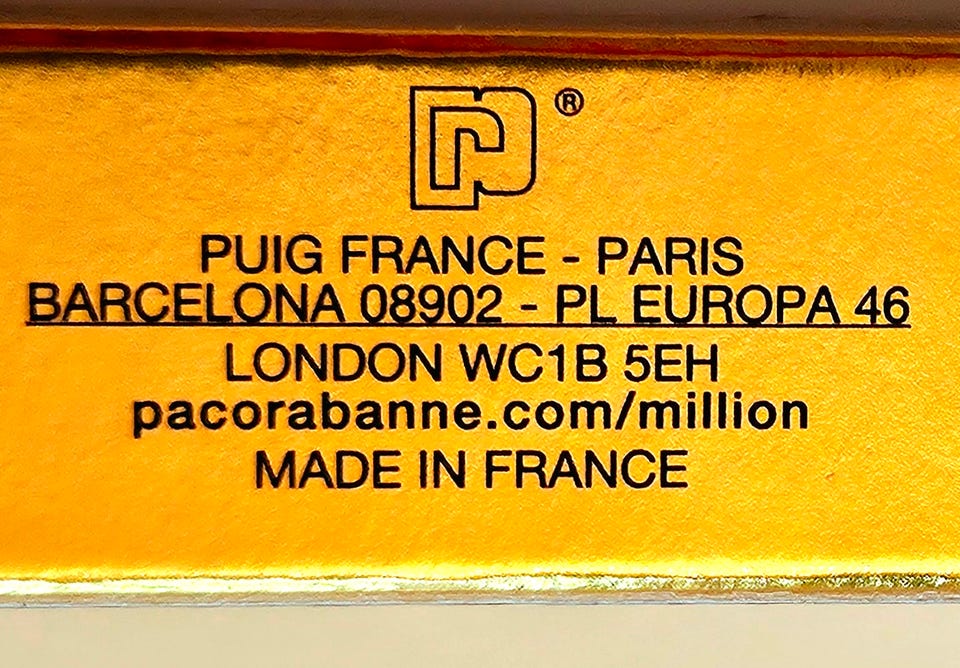 ®
PUIG FRANCE - PARIS
BARCELONA 08902 - PL EUROPA 46
LONDON WC1B 5EH
pacorabanne.com/million
MADE IN FRANCE